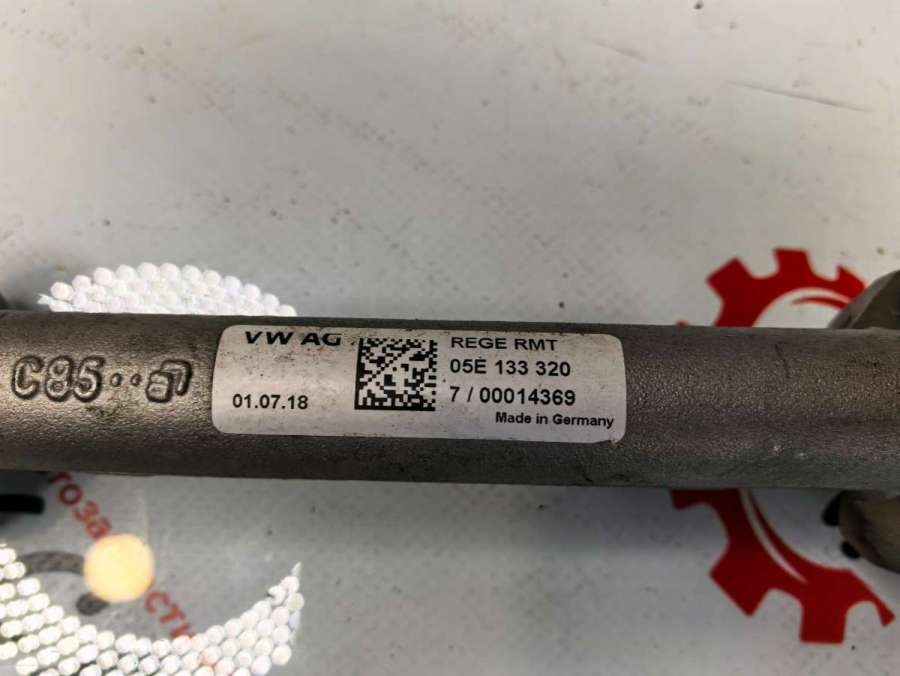 C85
VW AG
01.07.18
REGE RMT
05E 133 320
7 / 00014369
Made in Germany